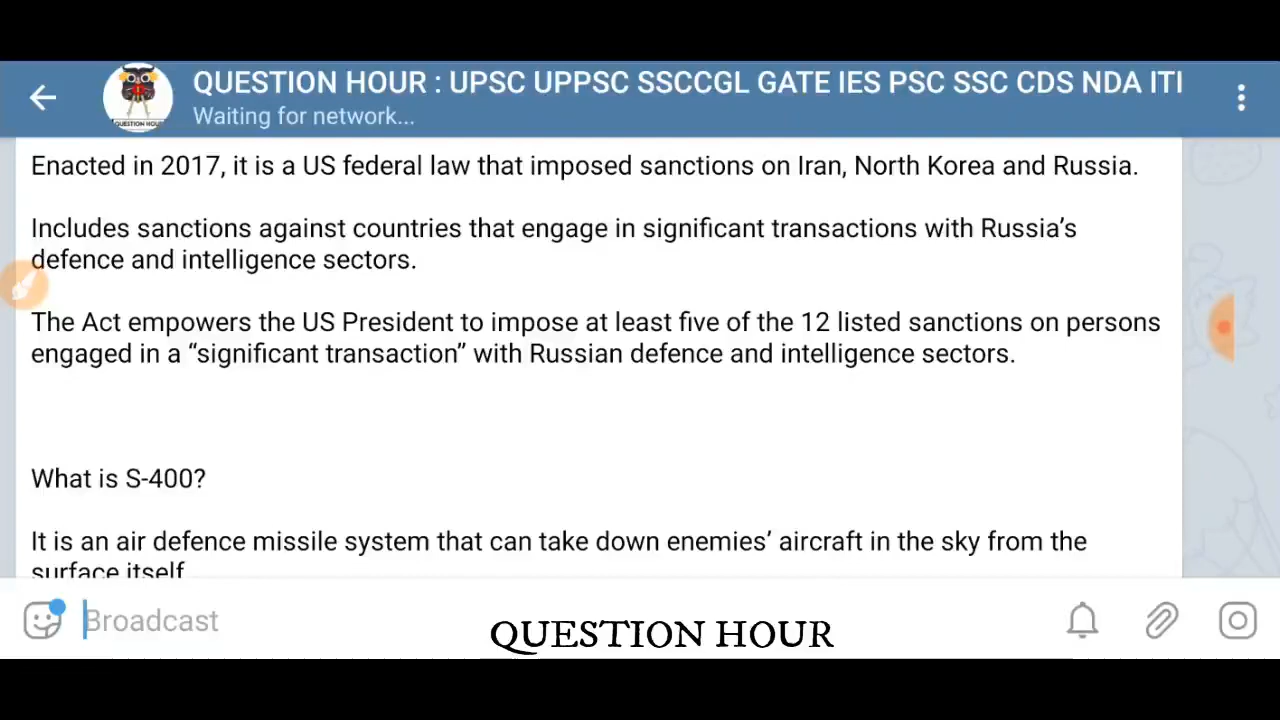 QUESTION HOUR : UPSC UPPSC SSCCGL GATE IES PSC SSC CDS NDA ITI
Waiting for network...
QUESTION HOUR
Enacted in 2017, it is a US federal law that imposed sanctions on Iran, North Korea and Russia.
Includes sanctions against countries that engage in significant transactions with Russia’s
defence and intelligence sectors.
The Act empowers the US President to impose at least five of the 12 listed sanctions on persons
engaged in a “significant transaction” with Russian defence and intelligence sectors.
What is S-400?
It is an air defence missile system that can take down enemies’ aircraft in the sky from the
surface itself
Broadcast
QUESTION HOUR